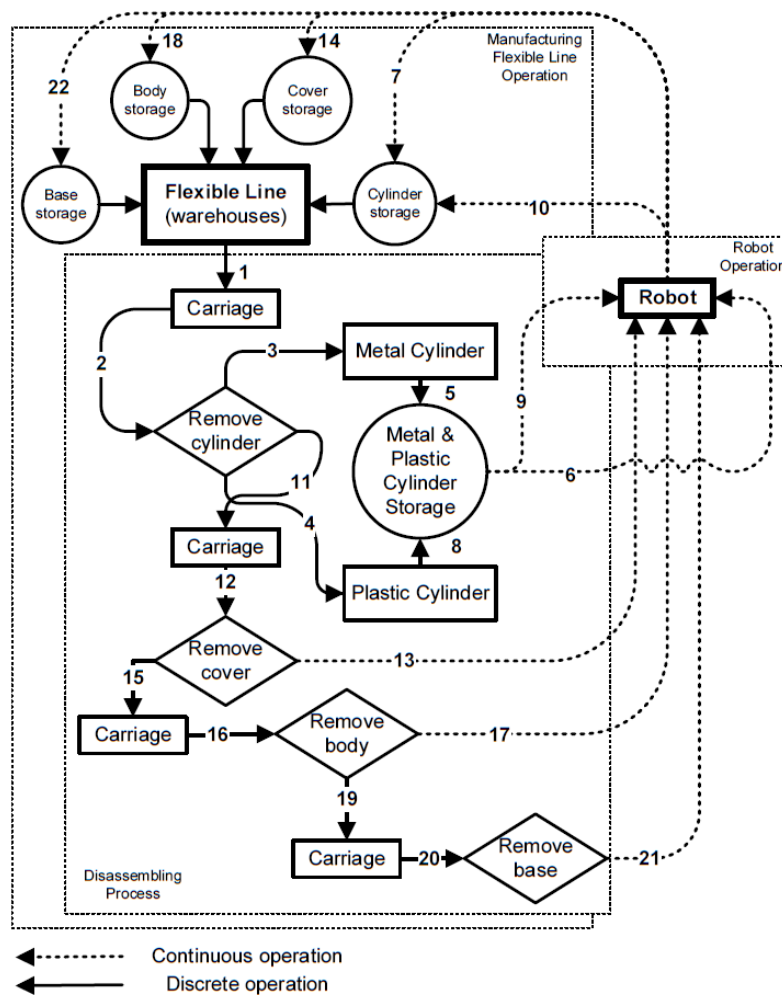 18
14
Manufacturing
Flexible Line
Operation
7
22
Body
storage
Cover
storage
Base
storage
Flexible Line
(warehouses)
Cylinder
storage
10
Robot
Operation
1
Carriage
Robot
2
3
Metal Cylinder
5
9
Remove
cylinder
Metal &
Plastic
Cylinder
Storage
6
11
4
Carriage
8
12
Plastic Cylinder
Remove
cover
13
15
Carriage
16
Remove
body
17
19
Carriage
20
Remove
base
21
Disassembling
Process
Continuous operation
Discrete operation